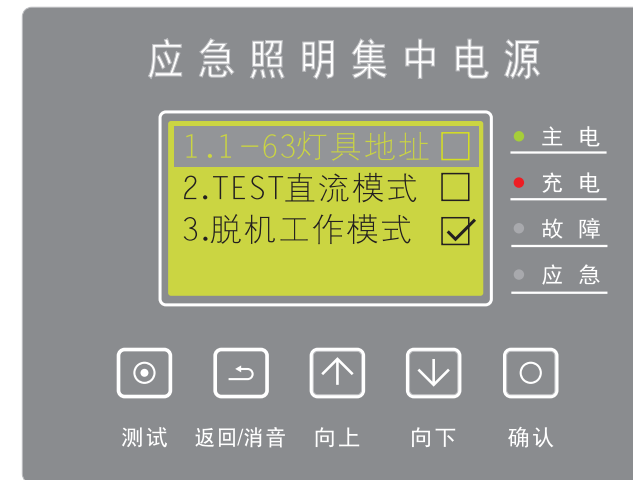 应急照明集中电源
1.1-63灯具地址
2.TEST直流模式
3.脱机工作模式
主电
充电
故障
应急
测试 返回/消音 向上 向下 确认